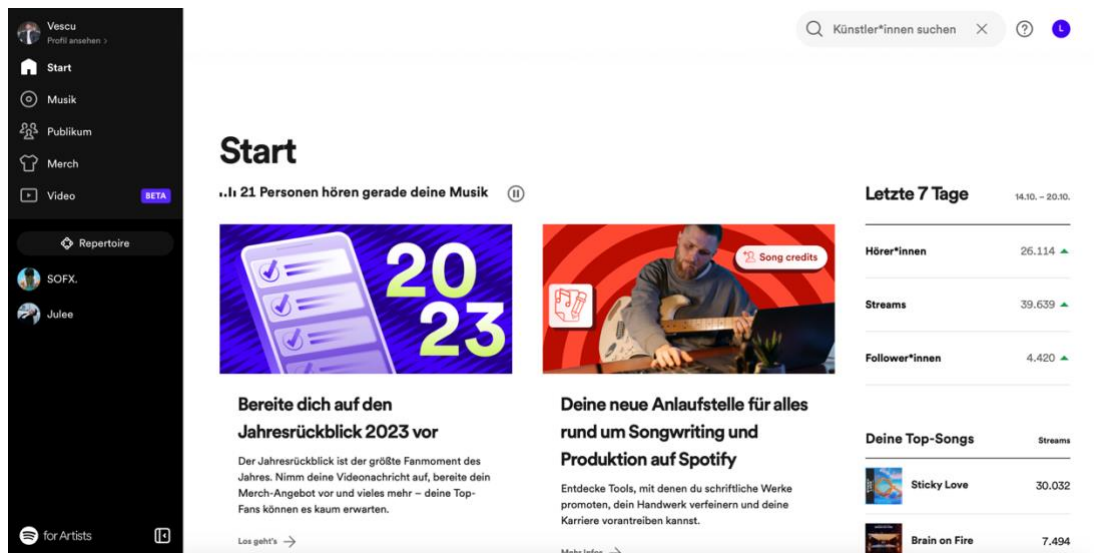 Vescu
Profil ansehen >
Start
Musik
Publikum
Merch
Video
BETA
Repertoire
SOFX.
Julee
for Artists
Künstler*innen suchen
L
Start
21 Personen hören gerade deine Musik
2023
Bereite dich auf den
Jahresrückblick 2023 vor
Der Jahresrückblick ist der größte Fanmoment des
Jahres. Nimm deine Videonachricht auf, bereite dein
Merch-Angebot vor und vieles mehr – deine Top-
Fans können es kaum erwarten.
Los geht's →
Song credits
Deine neue Anlaufstelle für alles
rund um Songwriting und
Produktion auf Spotify
Entdecke Tools, mit denen du schriftliche Werke
promoten, dein Handwerk verfeinern und deine
Karriere vorantreiben kannst.
Mehr Infos →
Letzte 7 Tage 14.10. – 20.10.
Hörer*innen 26.114
Streams 39.639
Follower*innen 4.420
Deine Top-Songs Streams
Sticky Love 30.032
Brain on Fire 7.494